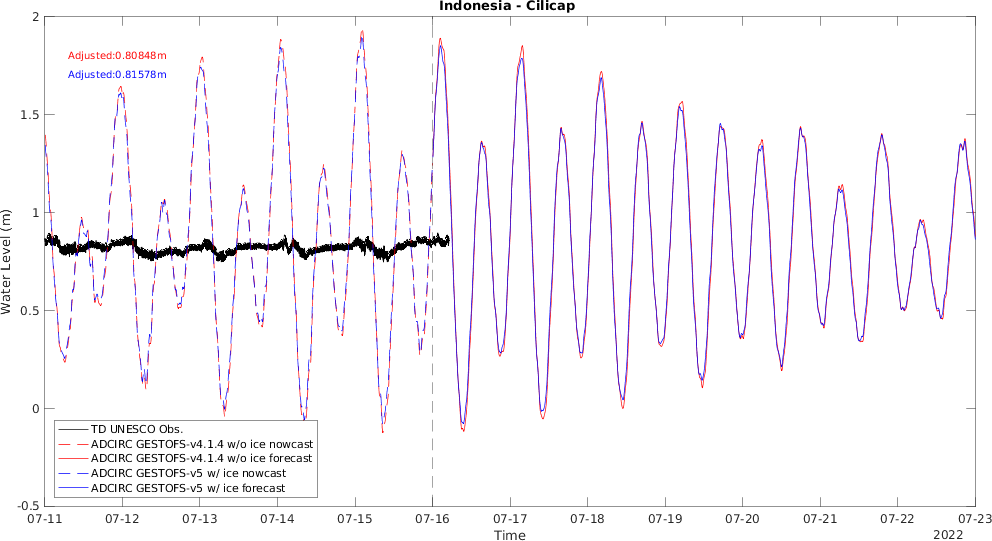 Indonesia - Cilicap
2
Adjusted:0.80848m
Adjusted:0.81578m
1.5
1
Water Level (m)
0.5
0
TD UNESCO Obs.
ADCIRC GESTOFS-v4.1.4 w/o ice nowcast
ADCIRC GESTOFS-v4.1.4 w/o ice forecast
ADCIRC GESTOFS-v5 w/ ice nowcast
ADCIRC GESTOFS-v5 w/ ice forecast
-0.5
07-11 07-12 07-13 07-14 07-15 07-16 07-17 07-18 07-19 07-20 07-21 07-22 07-23
Time
2022